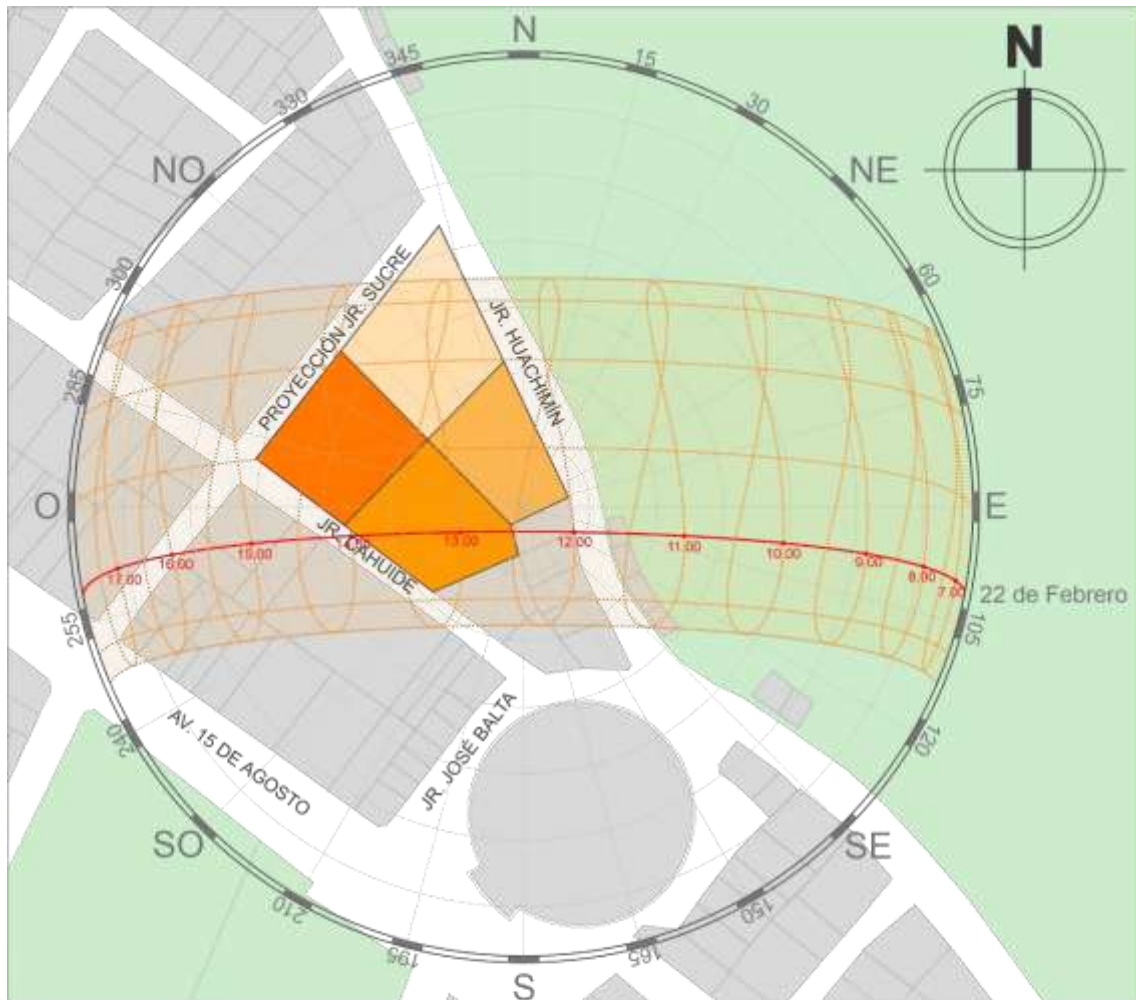 N
N
345
15
330
30
NO
NE
300
60
PROYECCIÓN JR. SUCRE
JR. HUACHIMÍN
285
75
O
E
JR. CAHUIDE
17.00
16.00
15.00
13.00
12.00
11.00
10.00
9.00
8.00
7.00
22 de Febrero
255
105
240
120
AV. 15 DE AGOSTO
JR. JOSÉ BALTA
SO
SE
210
150
195
165
S